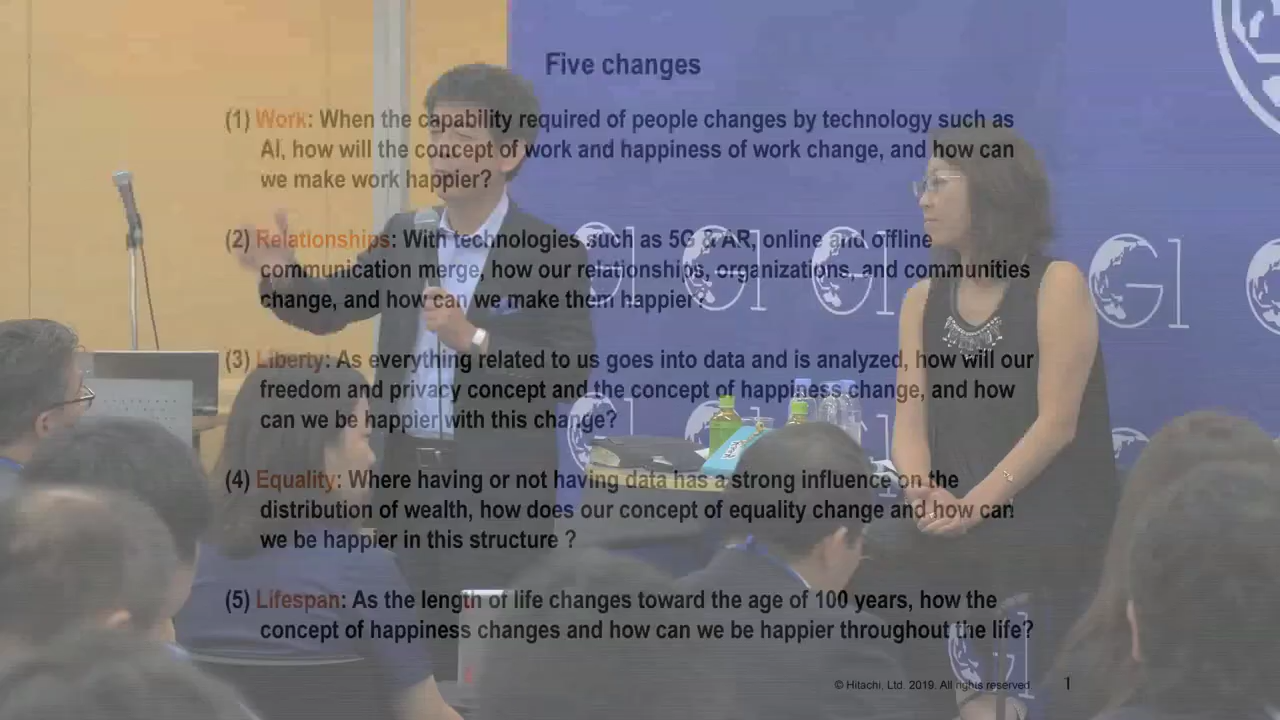 Five changes
(1) Work: When the capability required of people changes by technology such as
AI, how will the concept of work and happiness of work change, and how can
we make work happier?
(2) Relationships: With technologies such as 5G & AR, online and offline
communication merge, how our relationships, organizations, and communities
change, and how can we make them happier?
(3) Liberty: As everything related to us goes into data and is analyzed, how will our
freedom and privacy concept and the concept of happiness change, and how
can we be happier with this change?
(4) Equality: Where having or not having data has a strong influence on the
distribution of wealth, how does our concept of equality change and how can
we be happier in this structure ?
(5) Lifespan: As the length of life changes toward the age of 100 years, how the
concept of happiness changes and how can we be happier throughout the life?
© Hitachi, Ltd. 2019. All rights reserved
1
G1
G1
G1
G1